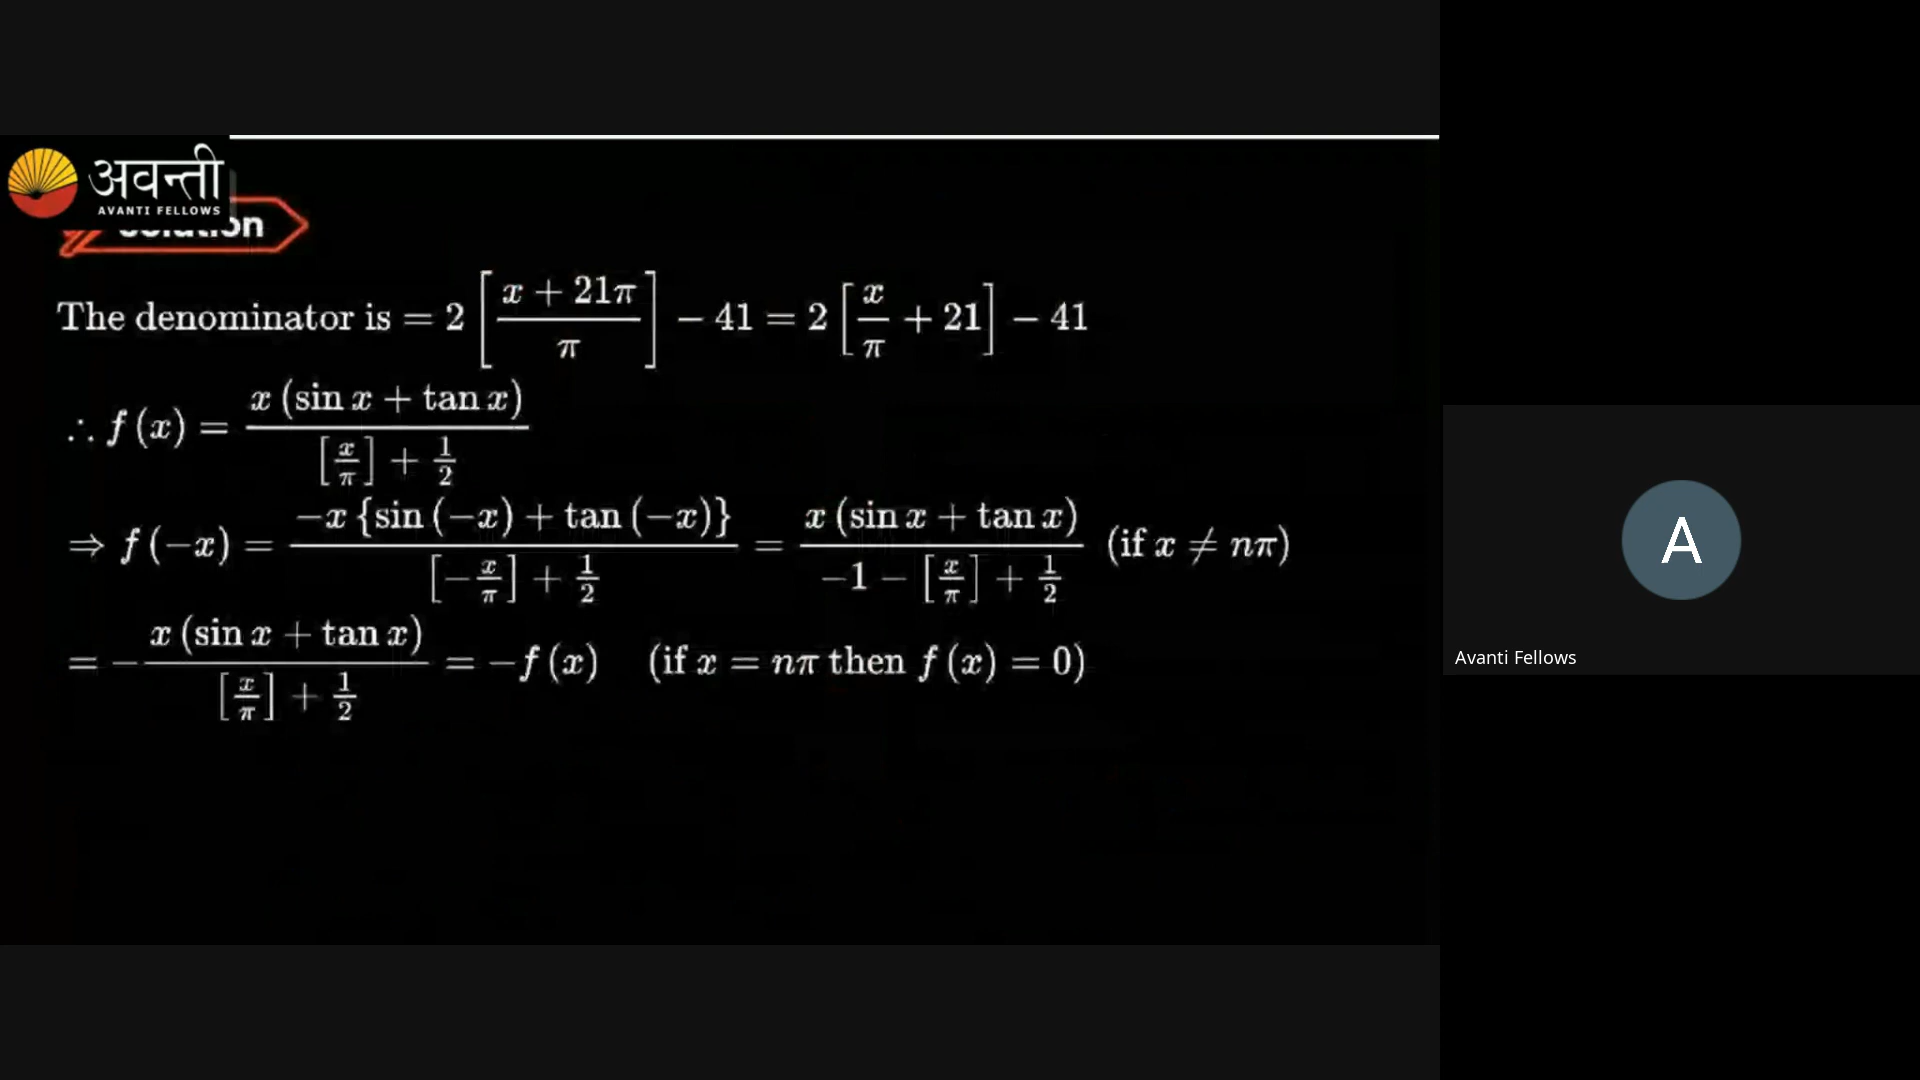 अवन्ती
AVANTI FELLOWS
The denominator is = 2 [ (x + 21π) / π ] − 41 = 2 [ x/π + 21 ] − 41
∴ f (x) = x (sin x + tan x) / ( [x/π] + 1/2 )
⇒ f (−x) = −x {sin (−x) + tan (−x)} / ( [−x/π] + 1/2 ) = x (sin x + tan x) / ( −1 − [x/π] + 1/2 ) (if x ≠ nπ)
= − x (sin x + tan x) / ( [x/π] + 1/2 ) = −f (x) (if x = nπ then f (x) = 0)
A
Avanti Fellows